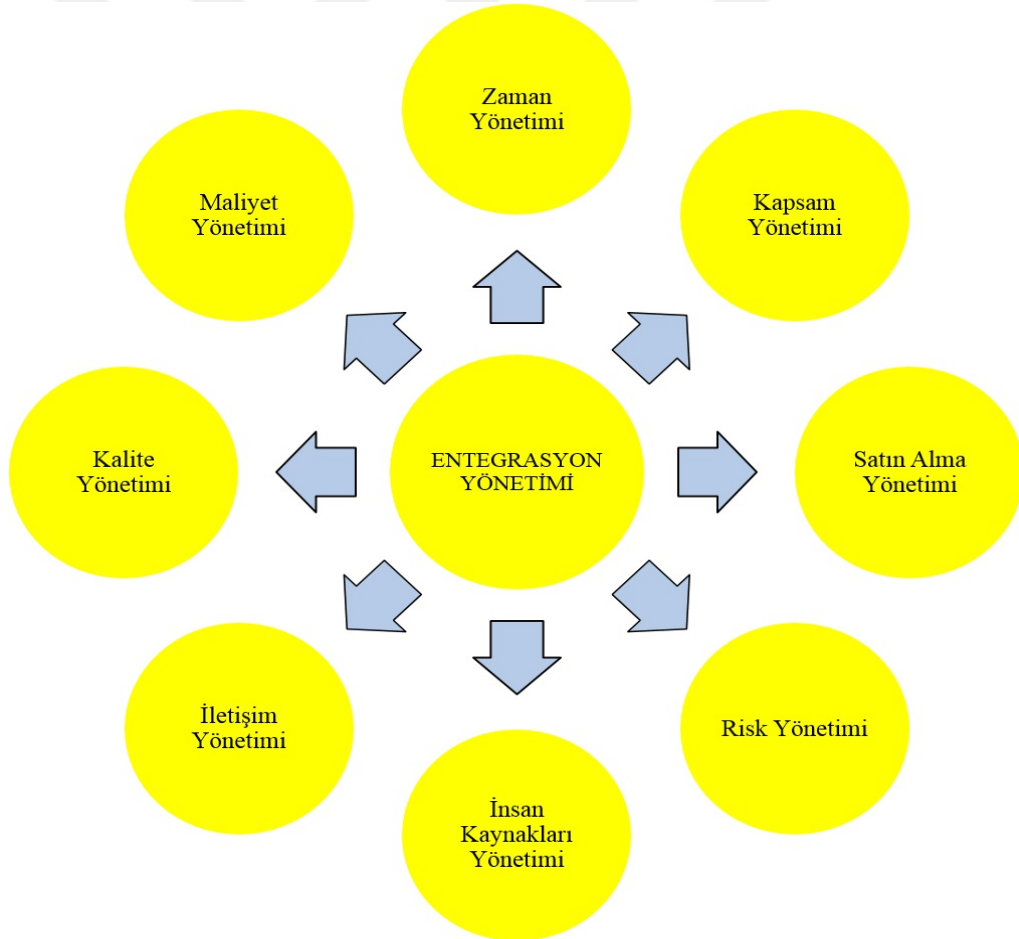 Zaman
Yönetimi
Maliyet
Yönetimi
Kapsam
Yönetimi
Kalite
Yönetimi
ENTEGRASYON
YÖNETİMİ
Satın Alma
Yönetimi
İletişim
Yönetimi
Risk Yönetimi
İnsan
Kaynakları
Yönetimi